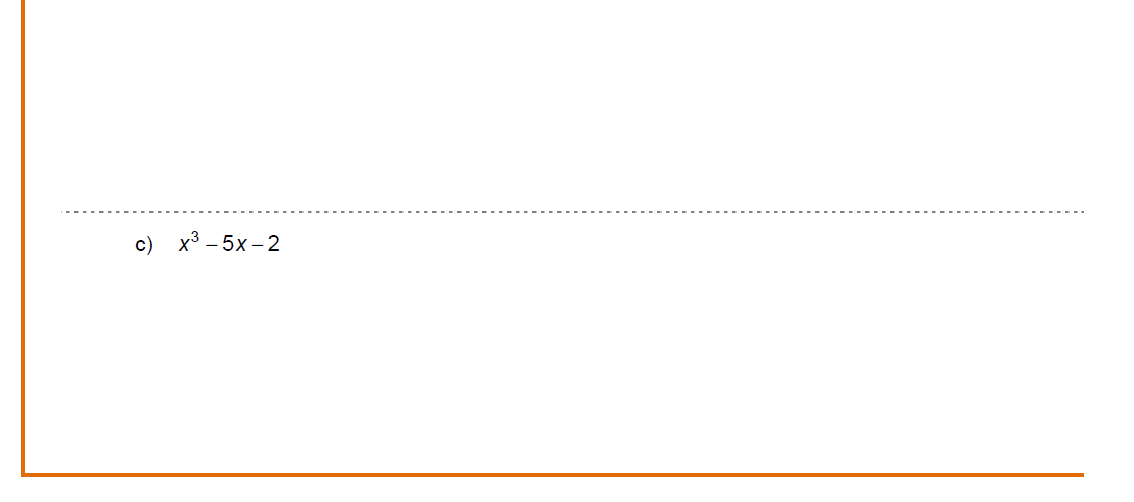 c) x³ – 5x – 2